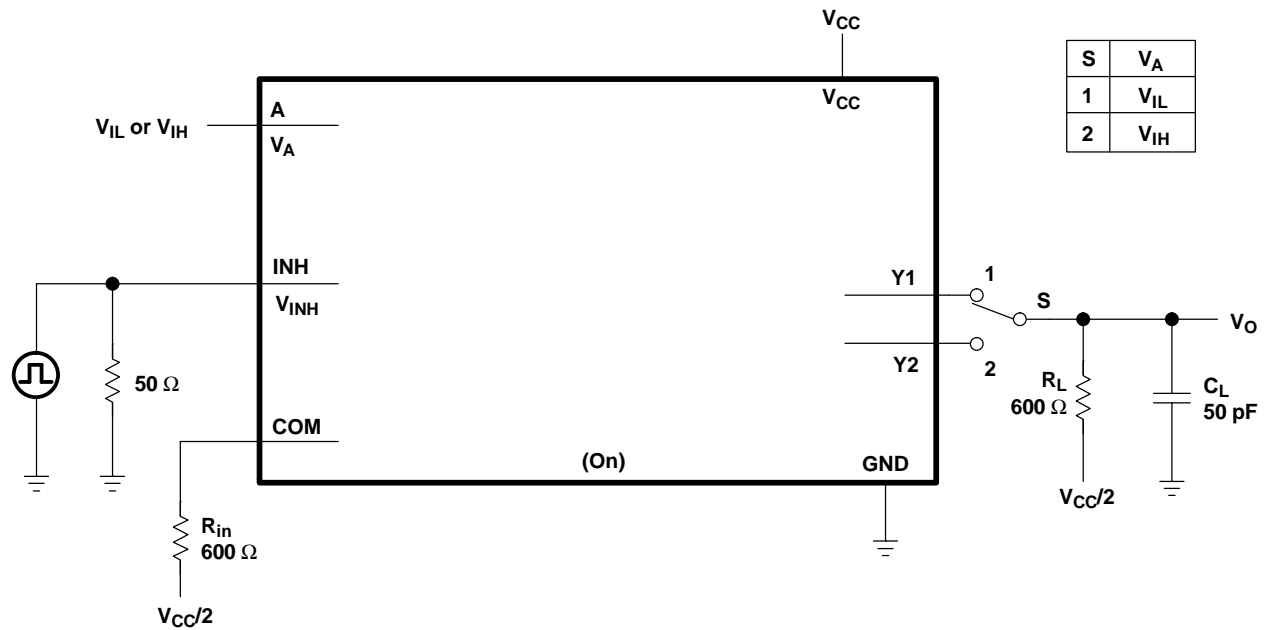 VCC
VCC
S VA
1 VIL
2 VIH
A
VIL or VIH
VA
INH
VINH
50 Ω
COM
Rin
600 Ω
VCC/2
(On)
GND
Y1
1
S
Y2
2
VO
RL
600 Ω
CL
50 pF
VCC/2